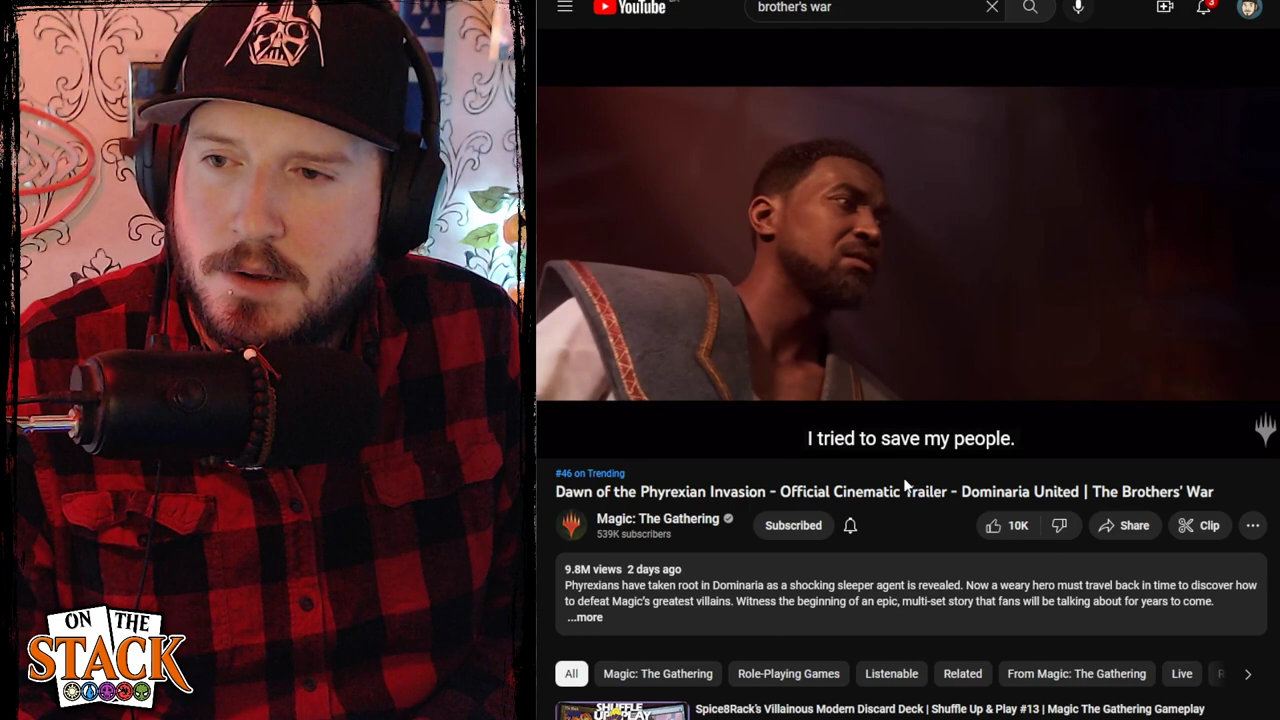 YouTube
brother's war
3
I tried to save my people.
#46 on Trending
Dawn of the Phyrexian Invasion - Official Cinematic Trailer - Dominaria United | The Brothers' War
Magic: The Gathering
539K subscribers
Subscribed
10K
Share
Clip
9.8M views 2 days ago
Phyrexians have taken root in Dominaria as a shocking sleeper agent is revealed. Now a weary hero must travel back in time to discover how
to defeat Magic's greatest villains. Witness the beginning of an epic, multi-set story that fans will be talking about for years to come.
...more
All
Magic: The Gathering
Role-Playing Games
Listenable
Related
From Magic: The Gathering
Live
SHUFFLE
UP & PLAY
Spice8Rack's Villainous Modern Discard Deck | Shuffle Up & Play #13 | Magic The Gathering Gameplay
ON THE
STACK